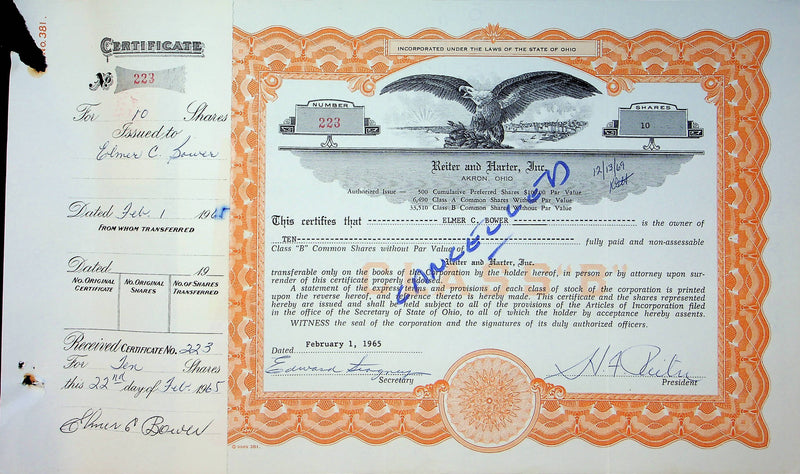 No. 381.
CERTIFICATE
No 223
For 10 Shares
Issued to
Elmer C. Bower
Dated Feb. 1 1965
FROM WHOM TRANSFERRED
Dated 19
NO. ORIGINAL CERTIFICATE
NO. ORIGINAL SHARES
NO. OF SHARES TRANSFERRED
Received CERTIFICATE NO. 223
For Ten Shares
this 22nd day of Feb. 1965
Elmer C Bower
INCORPORATED UNDER THE LAWS OF THE STATE OF OHIO
NUMBER
223
SHARES
10
Reiter and Harter, Inc.
AKRON, OHIO
12/13/69
Authorized Issue — 500 Cumulative Preferred Shares $100.00 Par Value
6,490 Class A Common Shares Without Par Value
33,510 Class B Common Shares Without Par Value
CANCELLED
This certifies that ELMER C. BOWER is the owner of
TEN fully paid and non-assessable
Class "B" Common Shares without Par Value of
Reiter and Harter, Inc.
CLASS "B"
transferable only on the books of the Corporation by the holder hereof, in person or by attorney upon sur-
render of this certificate properly endorsed.
A statement of the express terms and provisions of each class of stock of the corporation is printed
upon the reverse hereof, and reference thereto is hereby made. This certificate and the shares represented
hereby are issued and shall be held subject to all of the provisions of the Articles of Incorporation filed
in the office of the Secretary of State of Ohio, to all of which the holder by acceptance hereby assents.
WITNESS the seal of the corporation and the signatures of its duly authorized officers.
Dated February 1, 1965
Edward
Secretary
H F Reiter
President
© GOES 381.